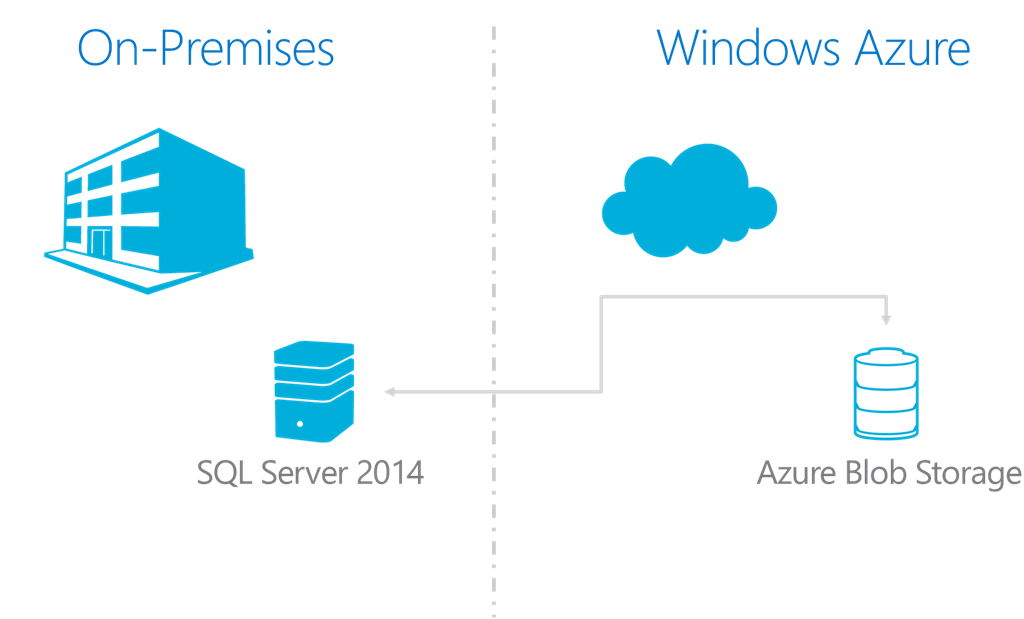 On-Premises
Windows Azure
SQL Server 2014
Azure Blob Storage